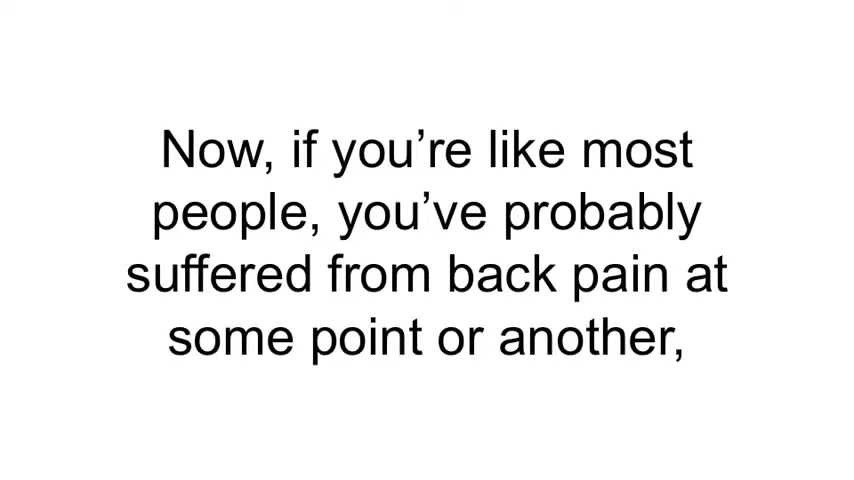 Now, if you’re like most
people, you’ve probably
suffered from back pain at
some point or another,